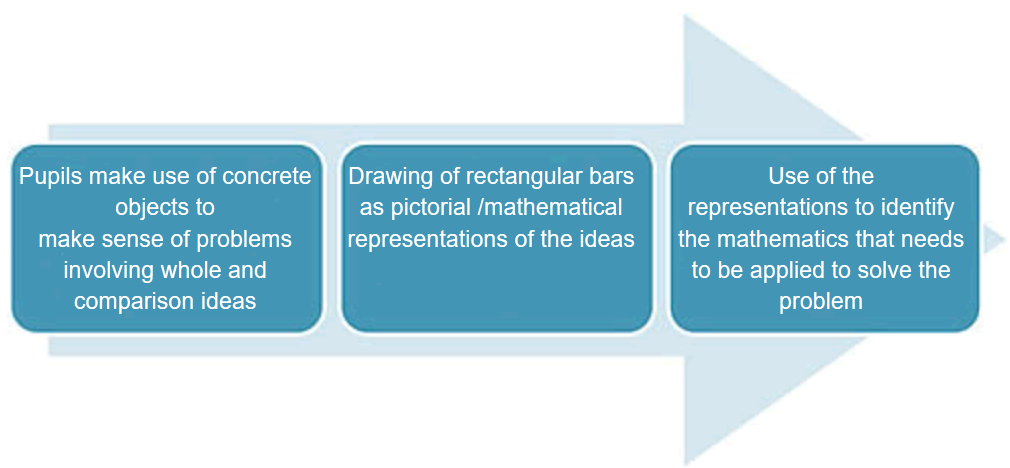 Pupils make use of concrete
objects to
make sense of problems
involving whole and
comparison ideas
Drawing of rectangular bars
as pictorial /mathematical
representations of the ideas
Use of the
representations to identify
the mathematics that needs
to be applied to solve the
problem